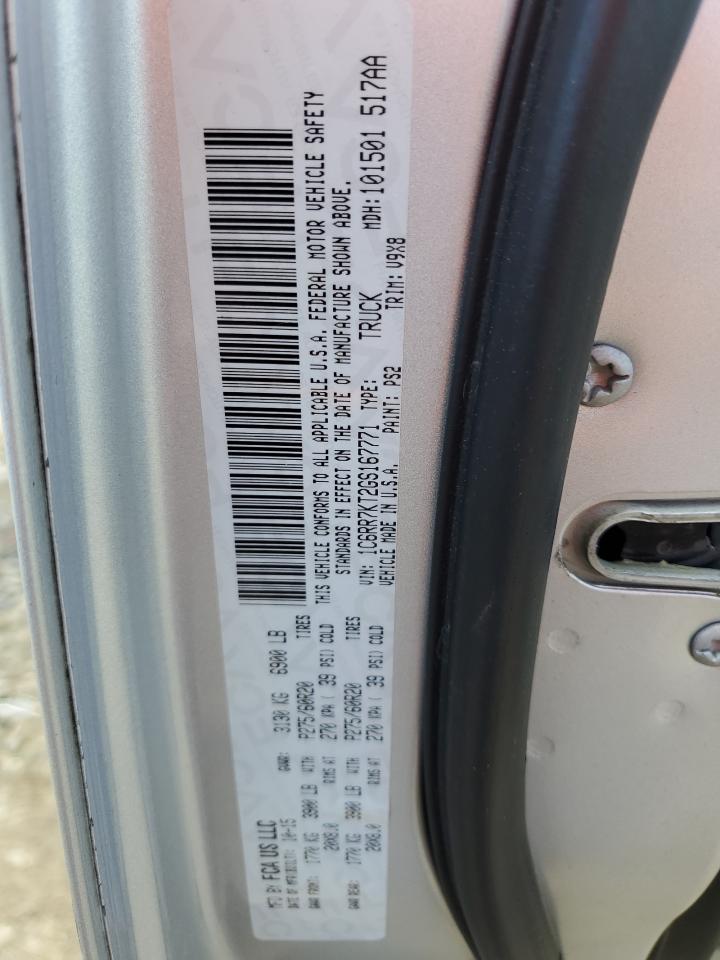 MFD BY FCA US LLC
DATE OF MFR: 10-15 GVWR: 3130 KG 6900 LB
GAWR FRONT: 1770 KG 3900 LB WITH P275/60R20 TIRES
20X8.0 RIMS AT 270 KPA ( 39 PSI) COLD
GAWR REAR: 1770 KG 3900 LB WITH P275/60R20 TIRES
20X8.0 RIMS AT 270 KPA ( 39 PSI) COLD
THIS VEHICLE CONFORMS TO ALL APPLICABLE U.S.A. FEDERAL MOTOR VEHICLE SAFETY
STANDARDS IN EFFECT ON THE DATE OF MANUFACTURE SHOWN ABOVE.
VIN: 1C6RR7KT2GS167771 TYPE: TRUCK MDH:101501 517AA
VEHICLE MADE IN U.S.A. PAINT: PS2 TRIM: V9X8